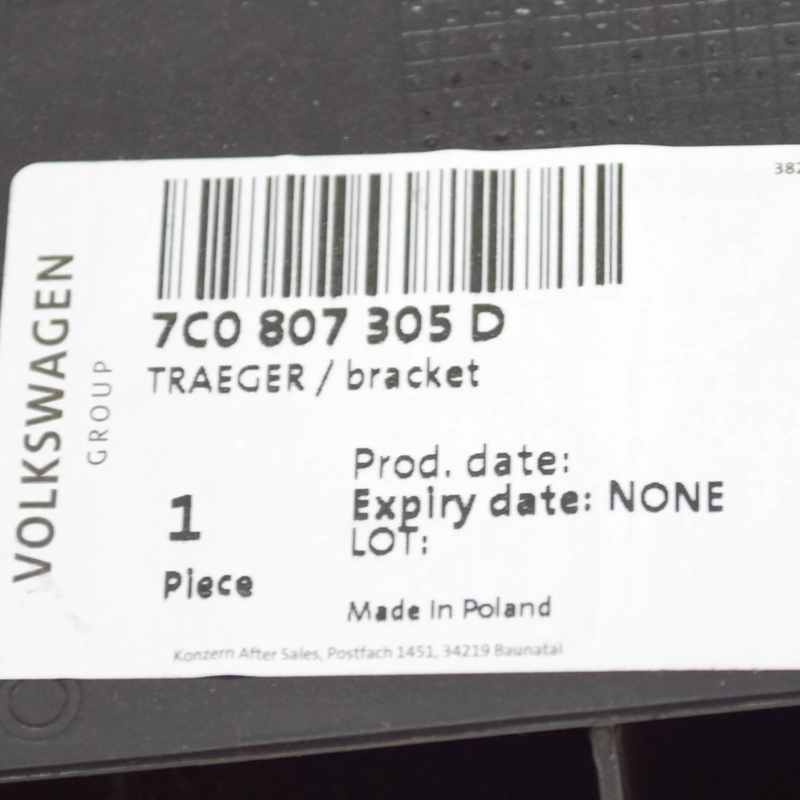 382
7C0 807 305 D
TRAEGER / bracket
VOLKSWAGEN
GROUP
Prod. date:
Expiry date: NONE
LOT:
1
Piece
Made In Poland
Konzern After Sales, Postfach 1451, 34219 Baunatal